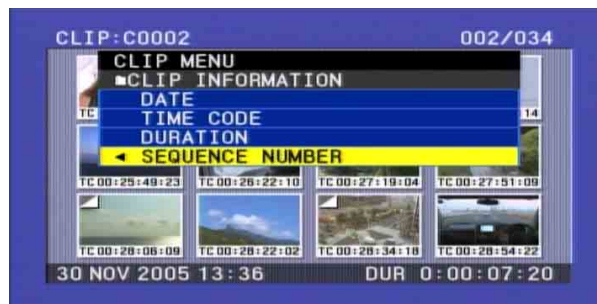 CLIP:C0002 002/034
CLIP MENU
CLIP INFORMATION
DATE
TC 14
TIME CODE
DURATION
◄ SEQUENCE NUMBER
TC 00:25:49:23 TC 00:26:22:10 TC 00:27:19:04 TC 00:27:51:09
TC 00:28:06:09 TC 00:28:22:02 TC 00:28:34:18 TC 00:28:54:22
30 NOV 2005 13:36 DUR 0:00:07:20